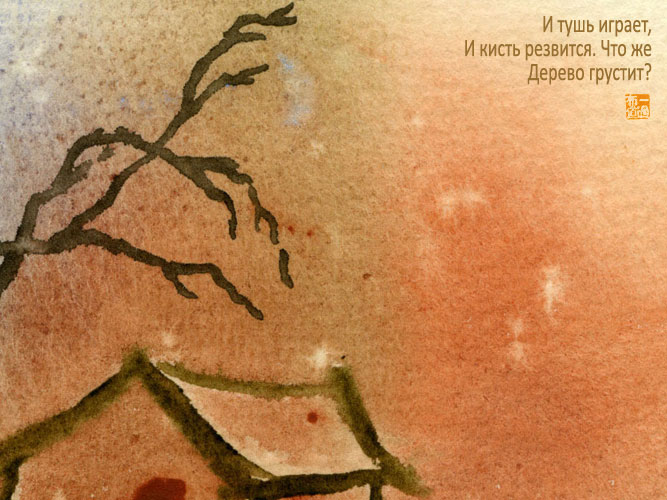 И тушь играет,
И кисть резвится. Что же
Дерево грустит?